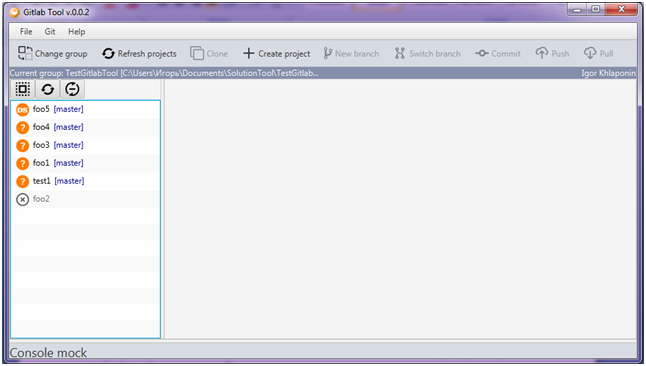 Gitlab Tool v.0.0.2
File Git Help
Change group Refresh projects Clone Create project New branch Switch branch Commit Push Pull
Current group: TestGitlabTool [C:\Users\Игорь\Documents\SolutionTool\TestGitlab... Igor Khlaponin
DS foo5 [master]
? foo4 [master]
? foo3 [master]
? foo1 [master]
? test1 [master]
foo2
Console mock